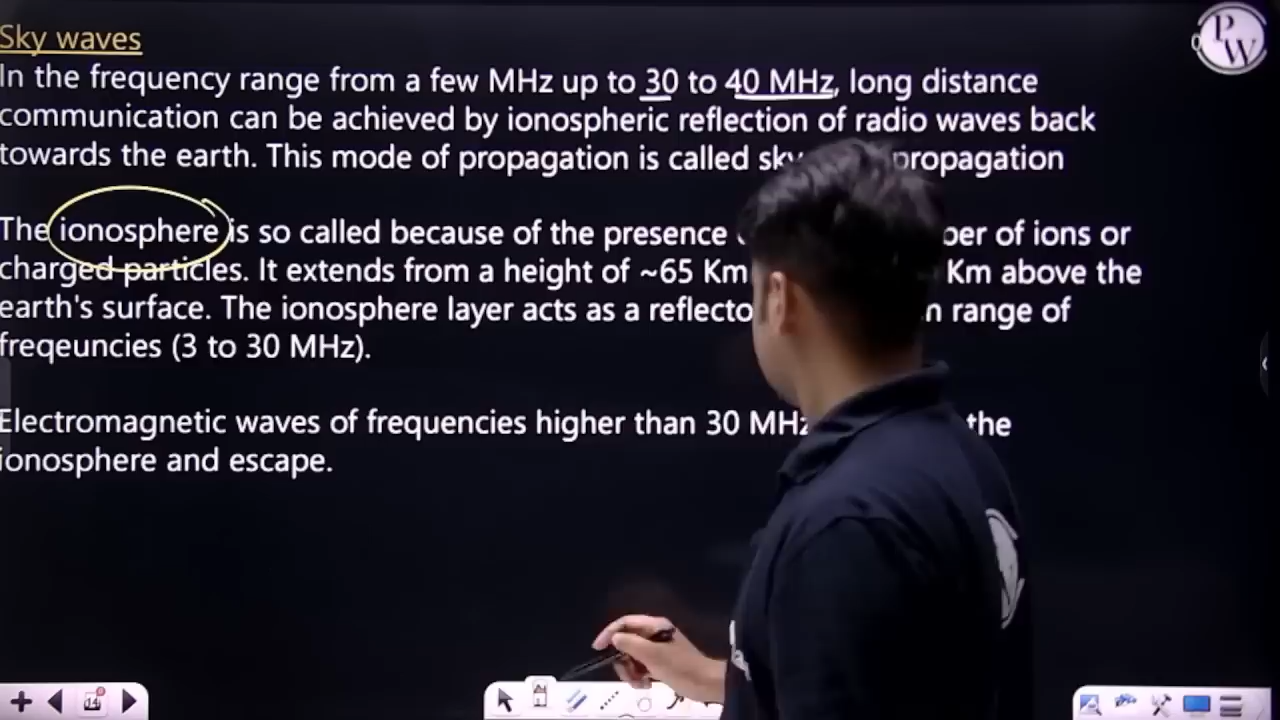 Sky waves
PW
In the frequency range from a few MHz up to 30 to 40 MHz, long distance
communication can be achieved by ionospheric reflection of radio waves back
towards the earth. This mode of propagation is called sky propagation
The ionosphere is so called because of the presence of ions or
charged particles. It extends from a height of ~65 Km Km above the
earth's surface. The ionosphere layer acts as a range of
freqeuncies (3 to 30 MHz).
Electromagnetic waves of frequencies higher than 30 MHz the
ionosphere and escape.
14